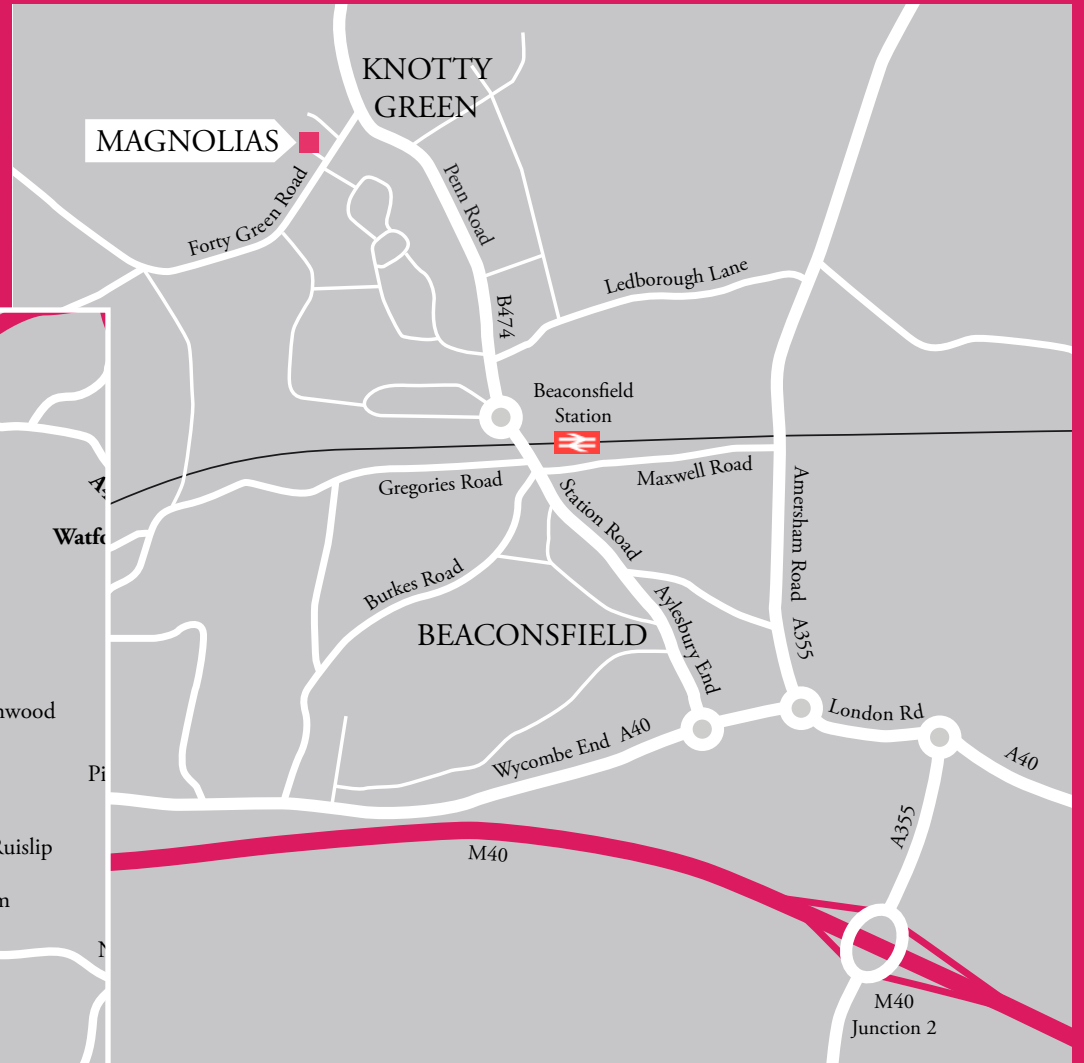 KNOTTY
GREEN
MAGNOLIAS
Forty Green Road
Penn Road
B474
Ledborough Lane
Beaconsfield
Station
Gregories Road
Maxwell Road
Station Road
Amersham Road A355
Burkes Road
Aylesbury End
BEACONSFIELD
Wycombe End A40
London Rd
A40
A355
M40
M40
Junction 2